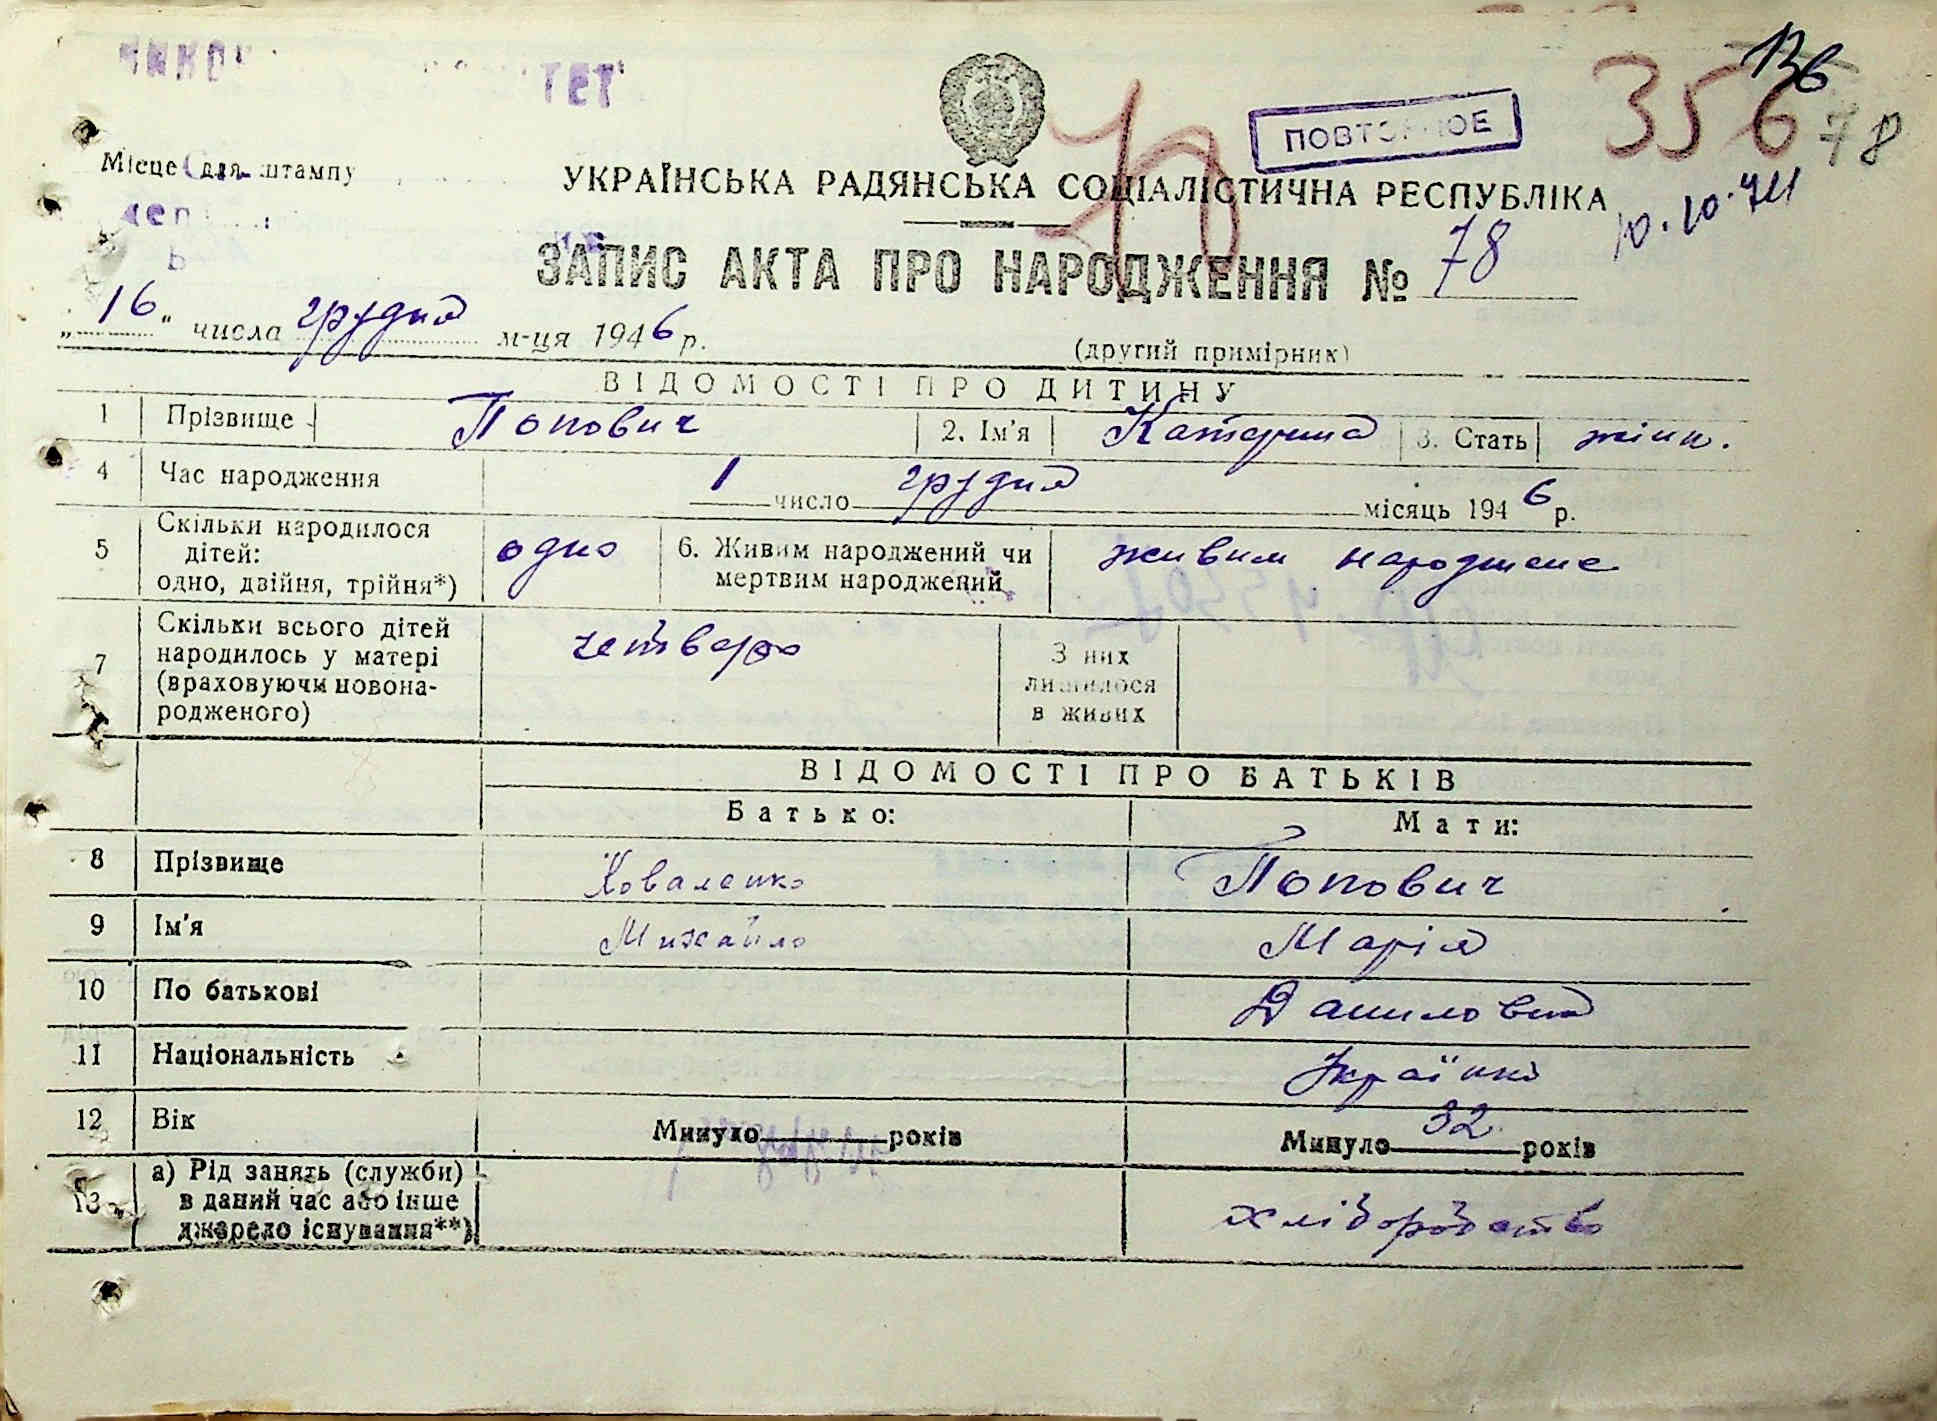 136
356
78
ПОВТОРНОЕ
10.10.74
Місце для штампу
УКРАЇНСЬКА РАДЯНСЬКА СОЦІАЛІСТИЧНА РЕСПУБЛІКА
ЗАПИС АКТА ПРО НАРОДЖЕННЯ № 78
„16“ числа грудня м-ця 1946 р.
(другий примірник)
ВІДОМОСТІ ПРО ДИТИНУ
1 Прізвище Попович 2. Ім'я Катерина 3. Стать жін.
4 Час народження 1 число грудня місяць 1946 р.
5 Скільки народилося дітей: одно, двійня, трійня*) одно 6. Живим народжений чи мертвим народжений живим народжене
7 Скільки всього дітей народилось у матері (враховуючи новонародженого) четверо З них лишилося в живих
ВІДОМОСТІ ПРО БАТЬКІВ
Батько: Мати:
8 Прізвище Коваленко Попович
9 Ім'я Михайло Марія
10 По батькові Даниловна
11 Національність Українка
12 Вік Минуло років Минуло 32 років
13 а) Рід занять (служби) в даний час або інше джерело існування**) хліборобство